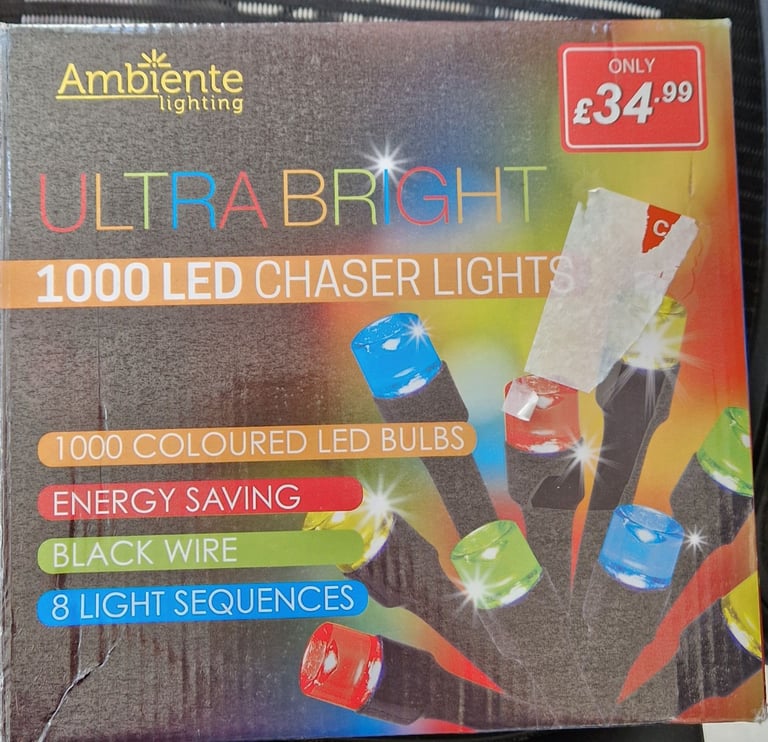 Ambiente
lighting
ONLY
£34.99
ULTRA BRIGHT
1000 LED CHASER LIGHTS
C
1000 COLOURED LED BULBS
ENERGY SAVING
BLACK WIRE
8 LIGHT SEQUENCES